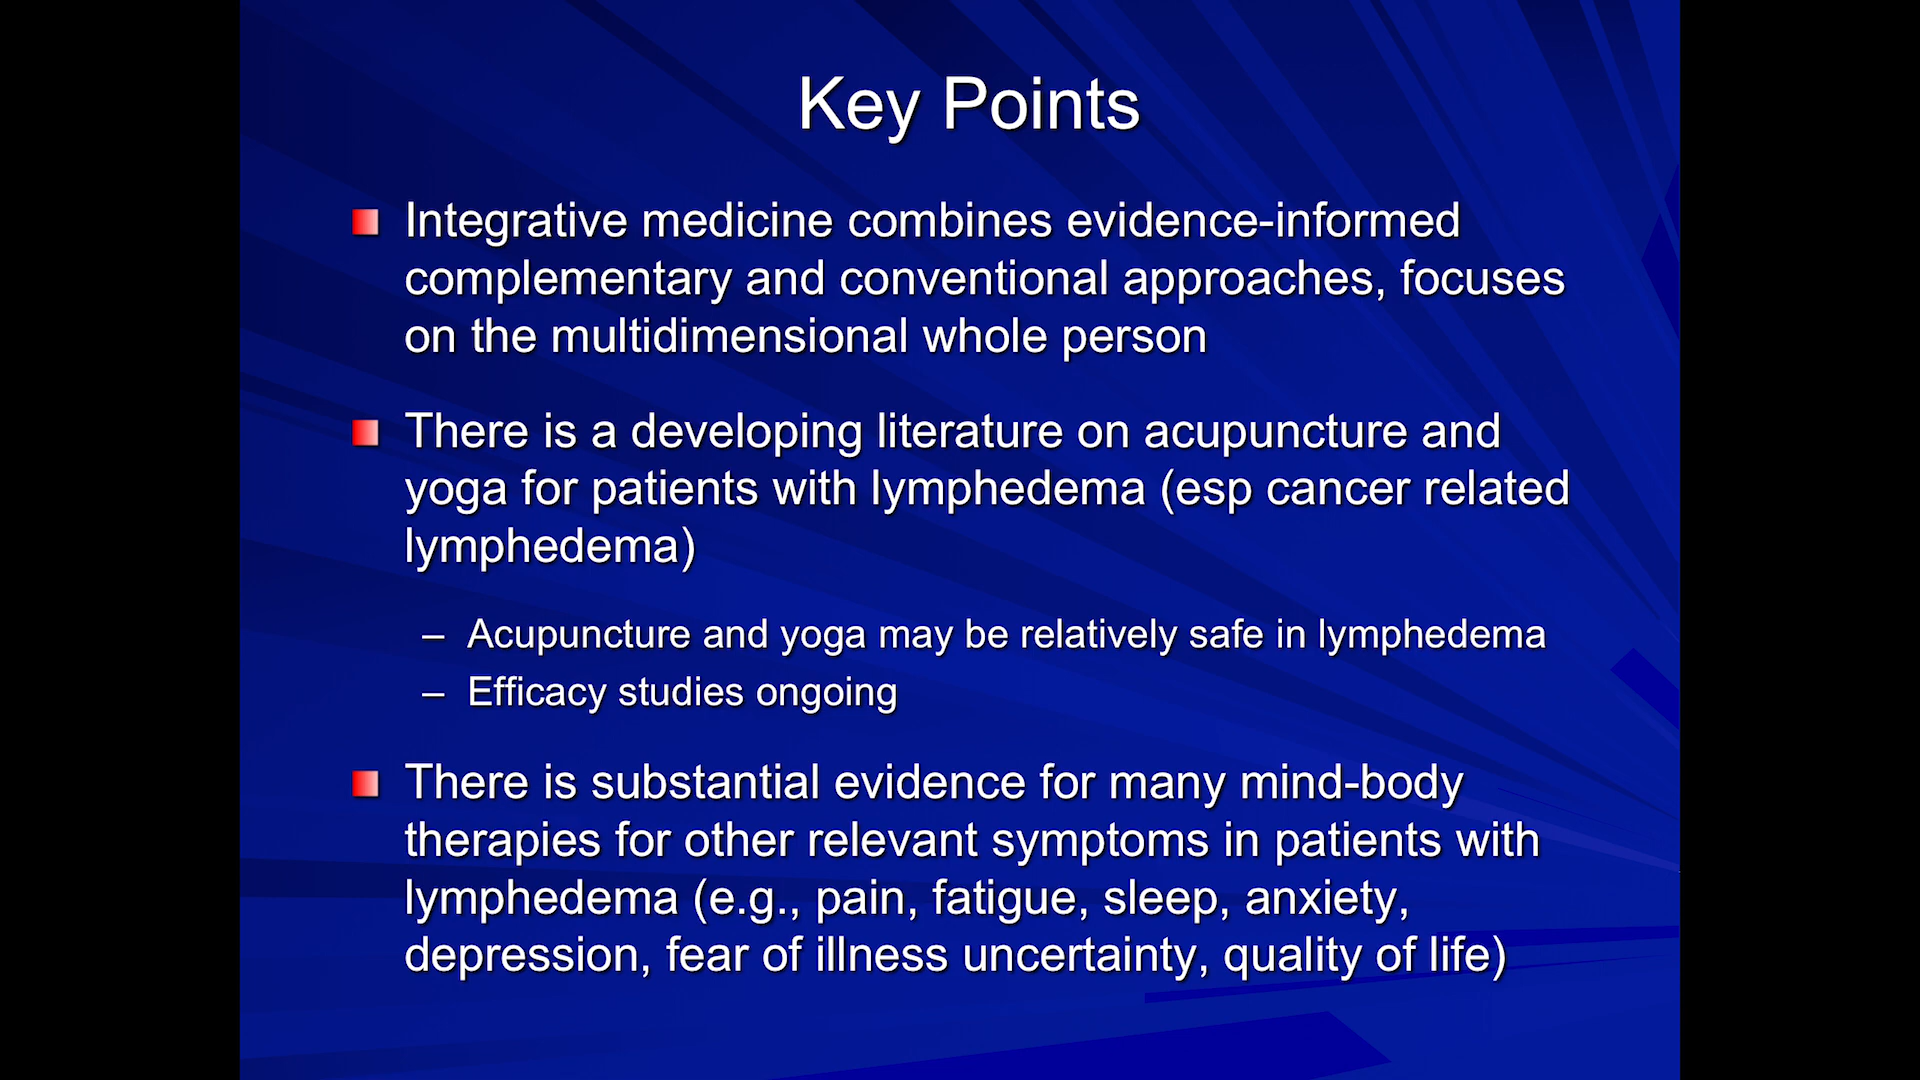 Key Points
Integrative medicine combines evidence-informed
complementary and conventional approaches, focuses
on the multidimensional whole person
There is a developing literature on acupuncture and
yoga for patients with lymphedema (esp cancer related
lymphedema)
– Acupuncture and yoga may be relatively safe in lymphedema
– Efficacy studies ongoing
There is substantial evidence for many mind-body
therapies for other relevant symptoms in patients with
lymphedema (e.g., pain, fatigue, sleep, anxiety,
depression, fear of illness uncertainty, quality of life)